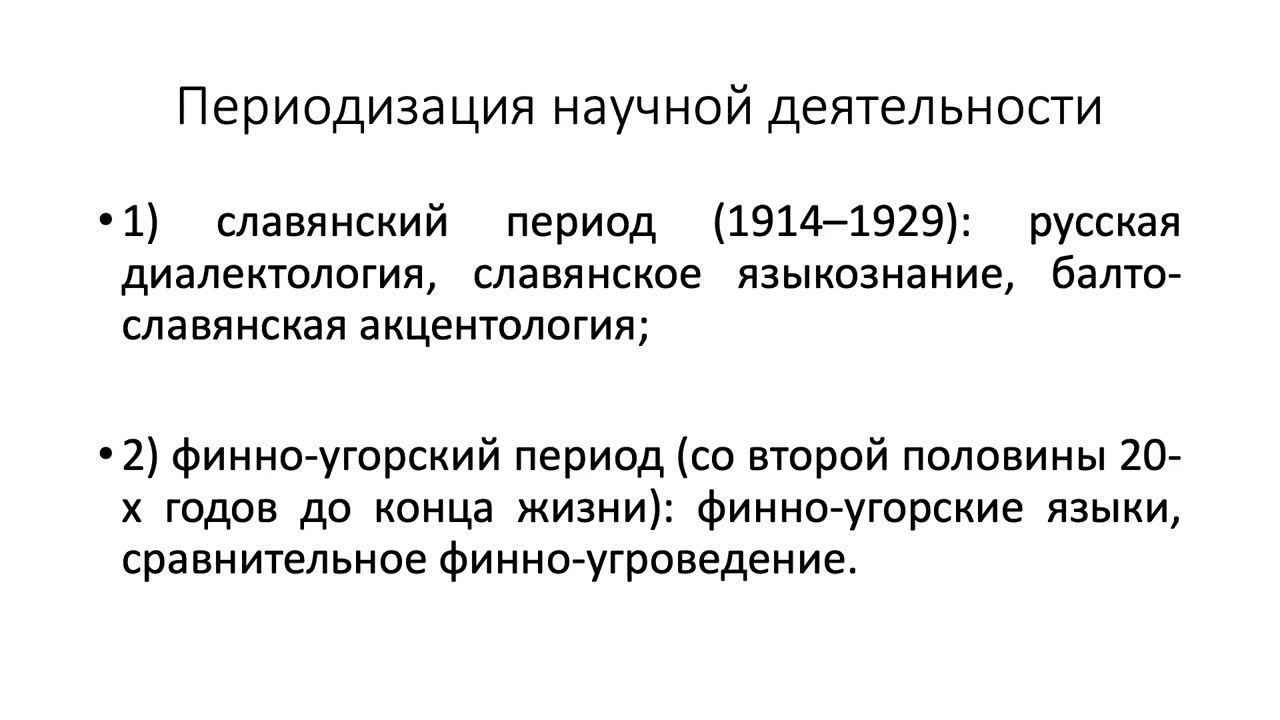 Периодизация научной деятельности
• 1) славянский период (1914–1929): русская
диалектология, славянское языкознание, балто-
славянская акцентология;
• 2) финно-угорский период (со второй половины 20-
х годов до конца жизни): финно-угорские языки,
сравнительное финно-угроведение.